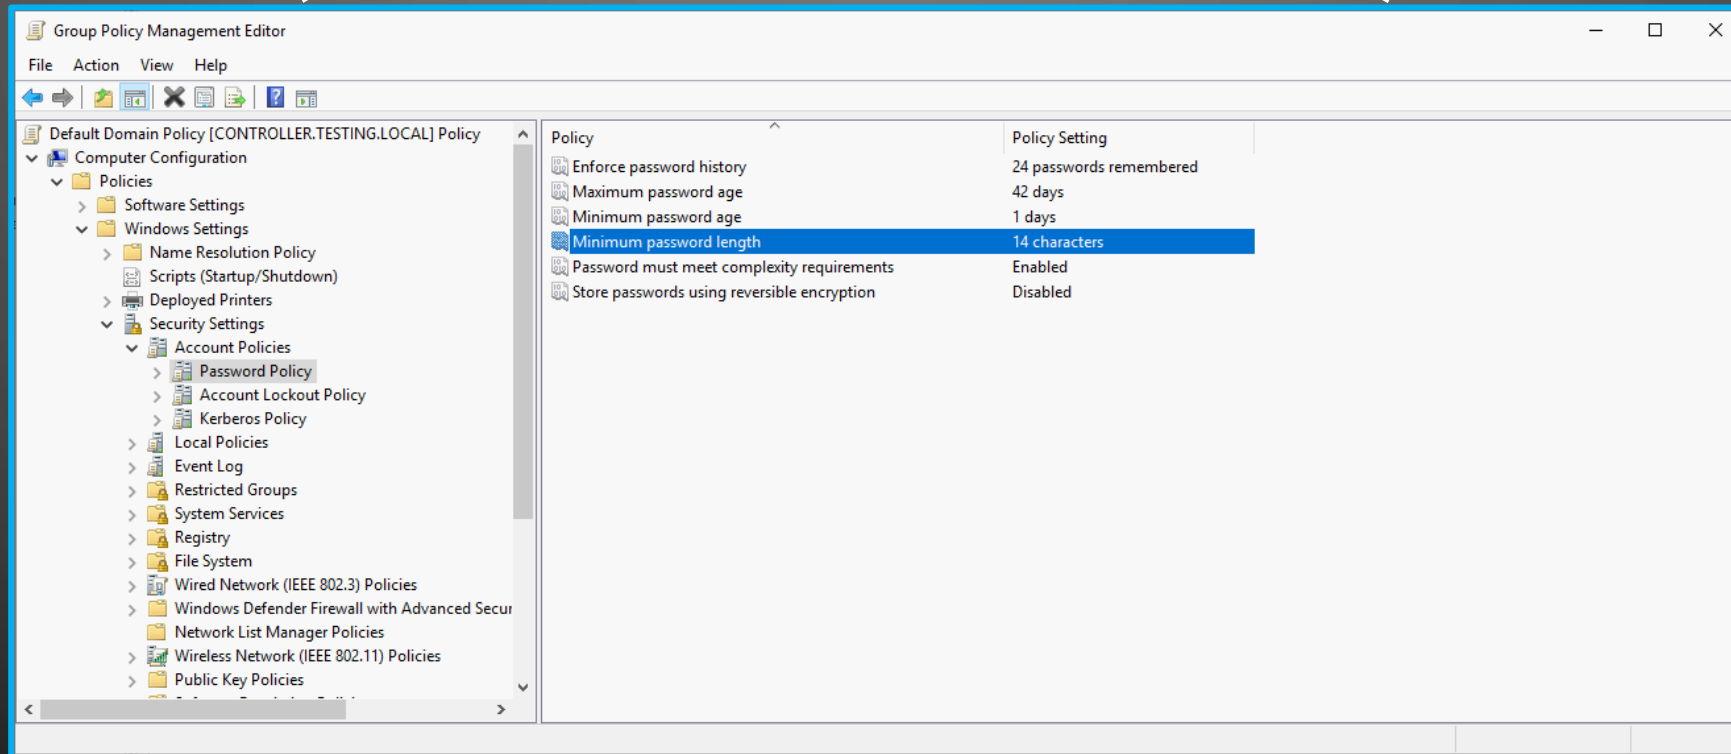 Group Policy Management Editor
File Action View Help
Default Domain Policy [CONTROLLER.TESTING.LOCAL] Policy
Computer Configuration
Policies
Software Settings
Windows Settings
Name Resolution Policy
Scripts (Startup/Shutdown)
Deployed Printers
Security Settings
Account Policies
Password Policy
Account Lockout Policy
Kerberos Policy
Local Policies
Event Log
Restricted Groups
System Services
Registry
File System
Wired Network (IEEE 802.3) Policies
Windows Defender Firewall with Advanced Secur
Network List Manager Policies
Wireless Network (IEEE 802.11) Policies
Public Key Policies
Policy Policy Setting
Enforce password history 24 passwords remembered
Maximum password age 42 days
Minimum password age 1 days
Minimum password length 14 characters
Password must meet complexity requirements Enabled
Store passwords using reversible encryption Disabled